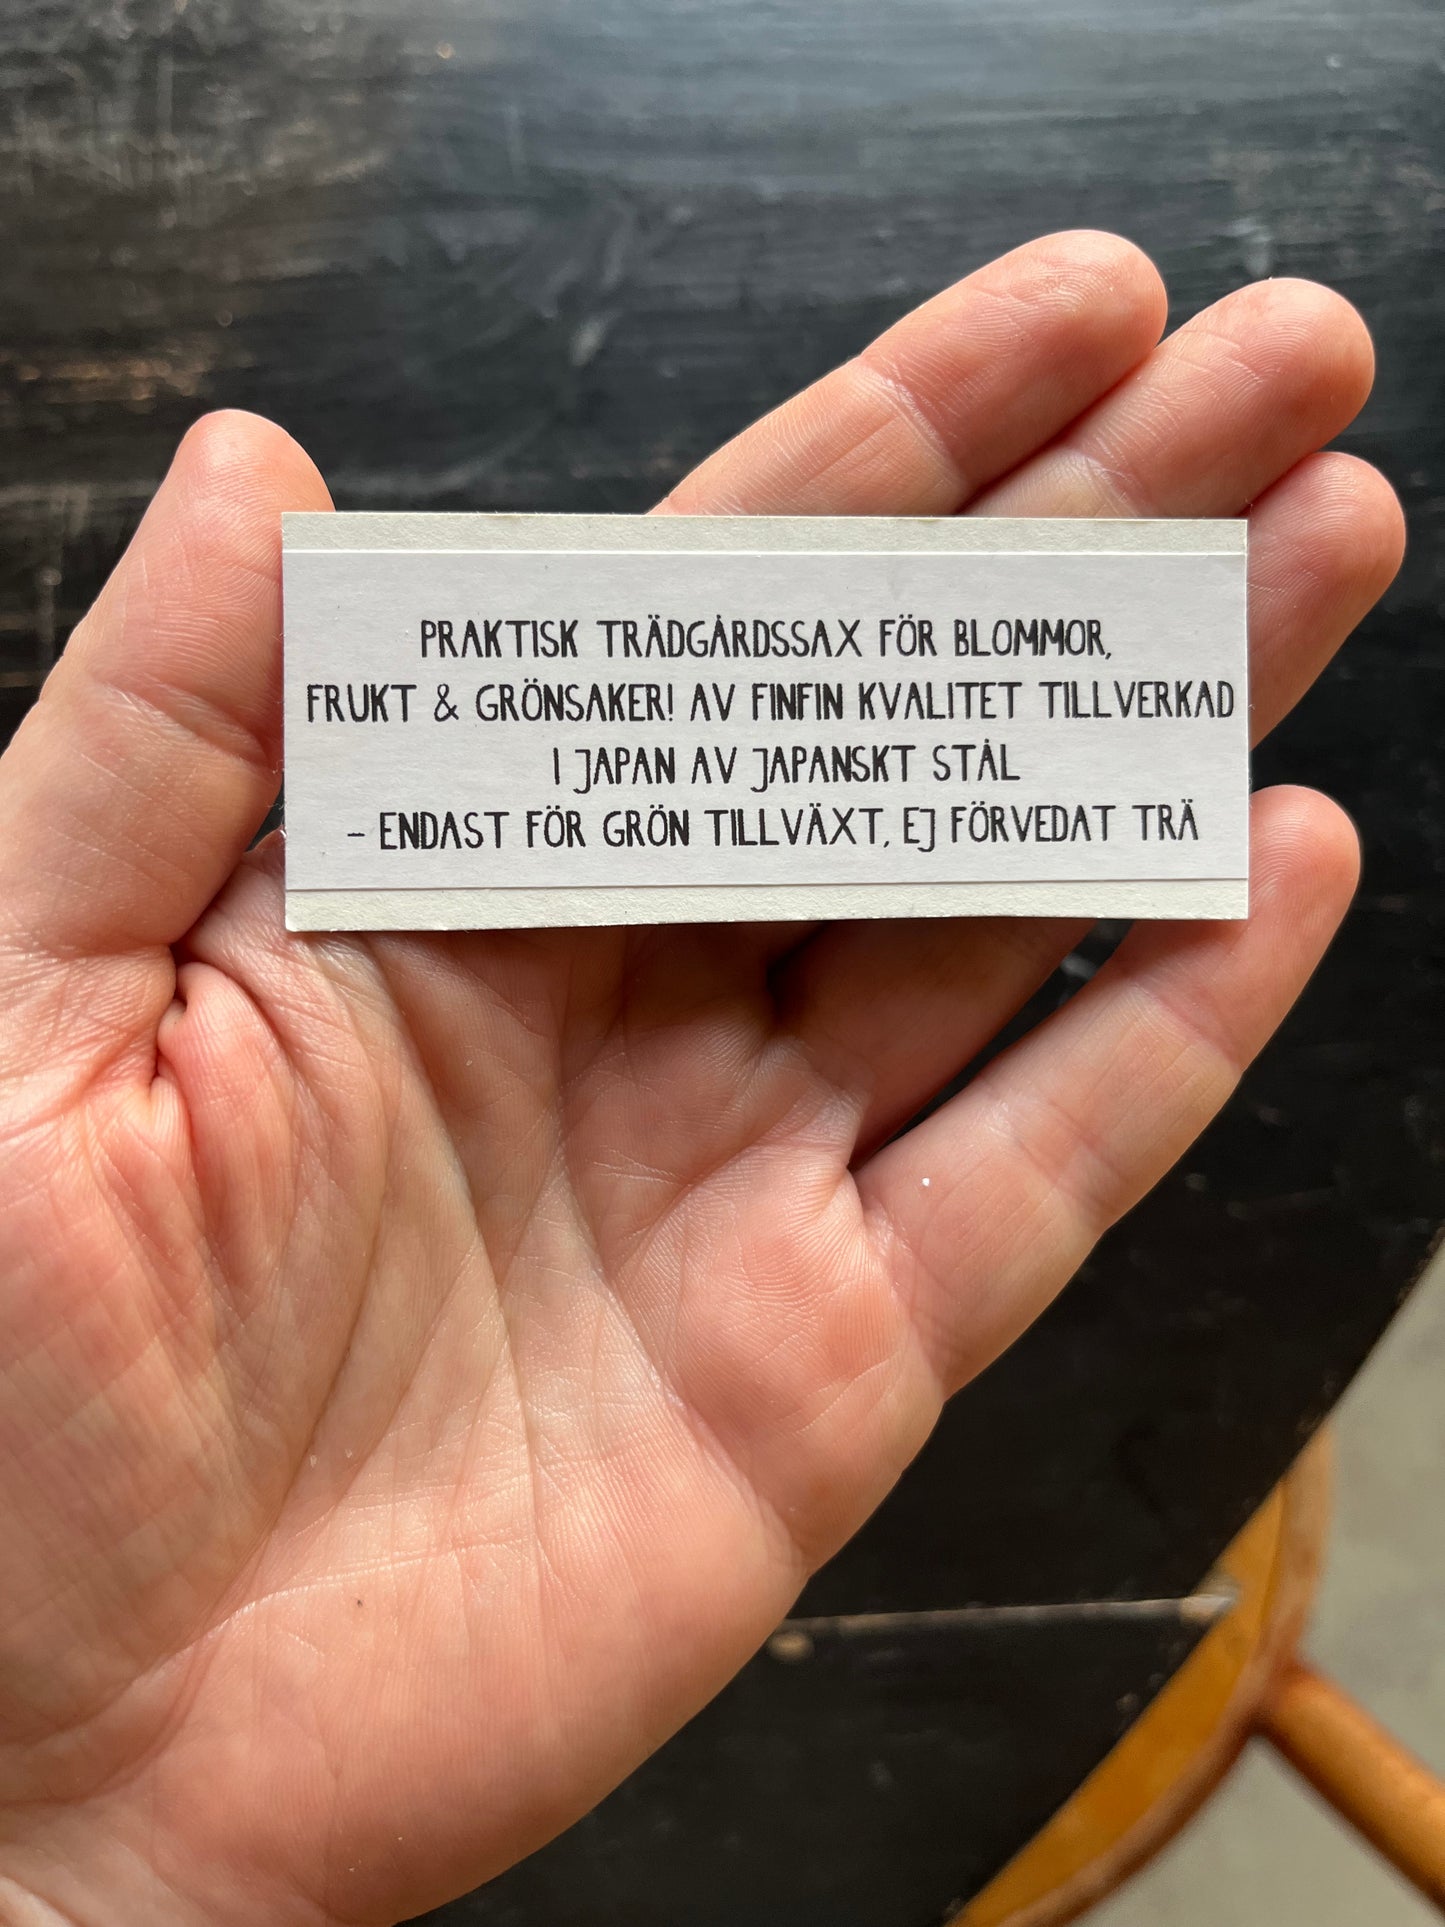 PRAKTISK TRÄDGÅRDSSAX FÖR BLOMMOR,
FRUKT & GRÖNSAKER! AV FINFIN KVALITET TILLVERKAD
I JAPAN AV JAPANSKT STÅL
– ENDAST FÖR GRÖN TILLVÄXT, EJ FÖRVEDAT TRÄ